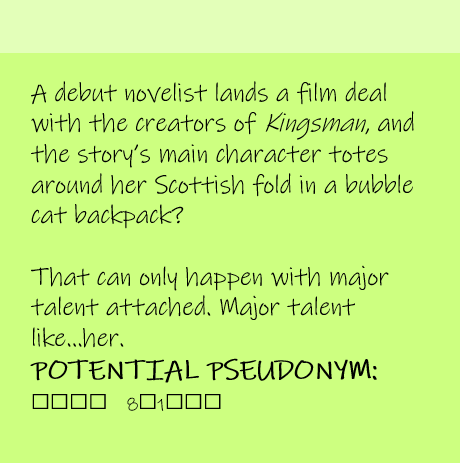 A debut novelist lands a film deal
with the creators of Kingsman, and
the story's main character totes
around her Scottish fold in a bubble
cat backpack?
That can only happen with major
talent attached. Major talent
like...her.
POTENTIAL PSEUDONYM:
□□□□ 8□1□□□